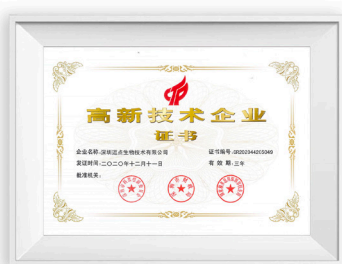 高新技术企业
证书
企业名称:深圳运点生物技术有限公司
证书编号:GR202044205049
发证时间:二〇二〇年十二月十一日
有 效 期:三年
批准机关: